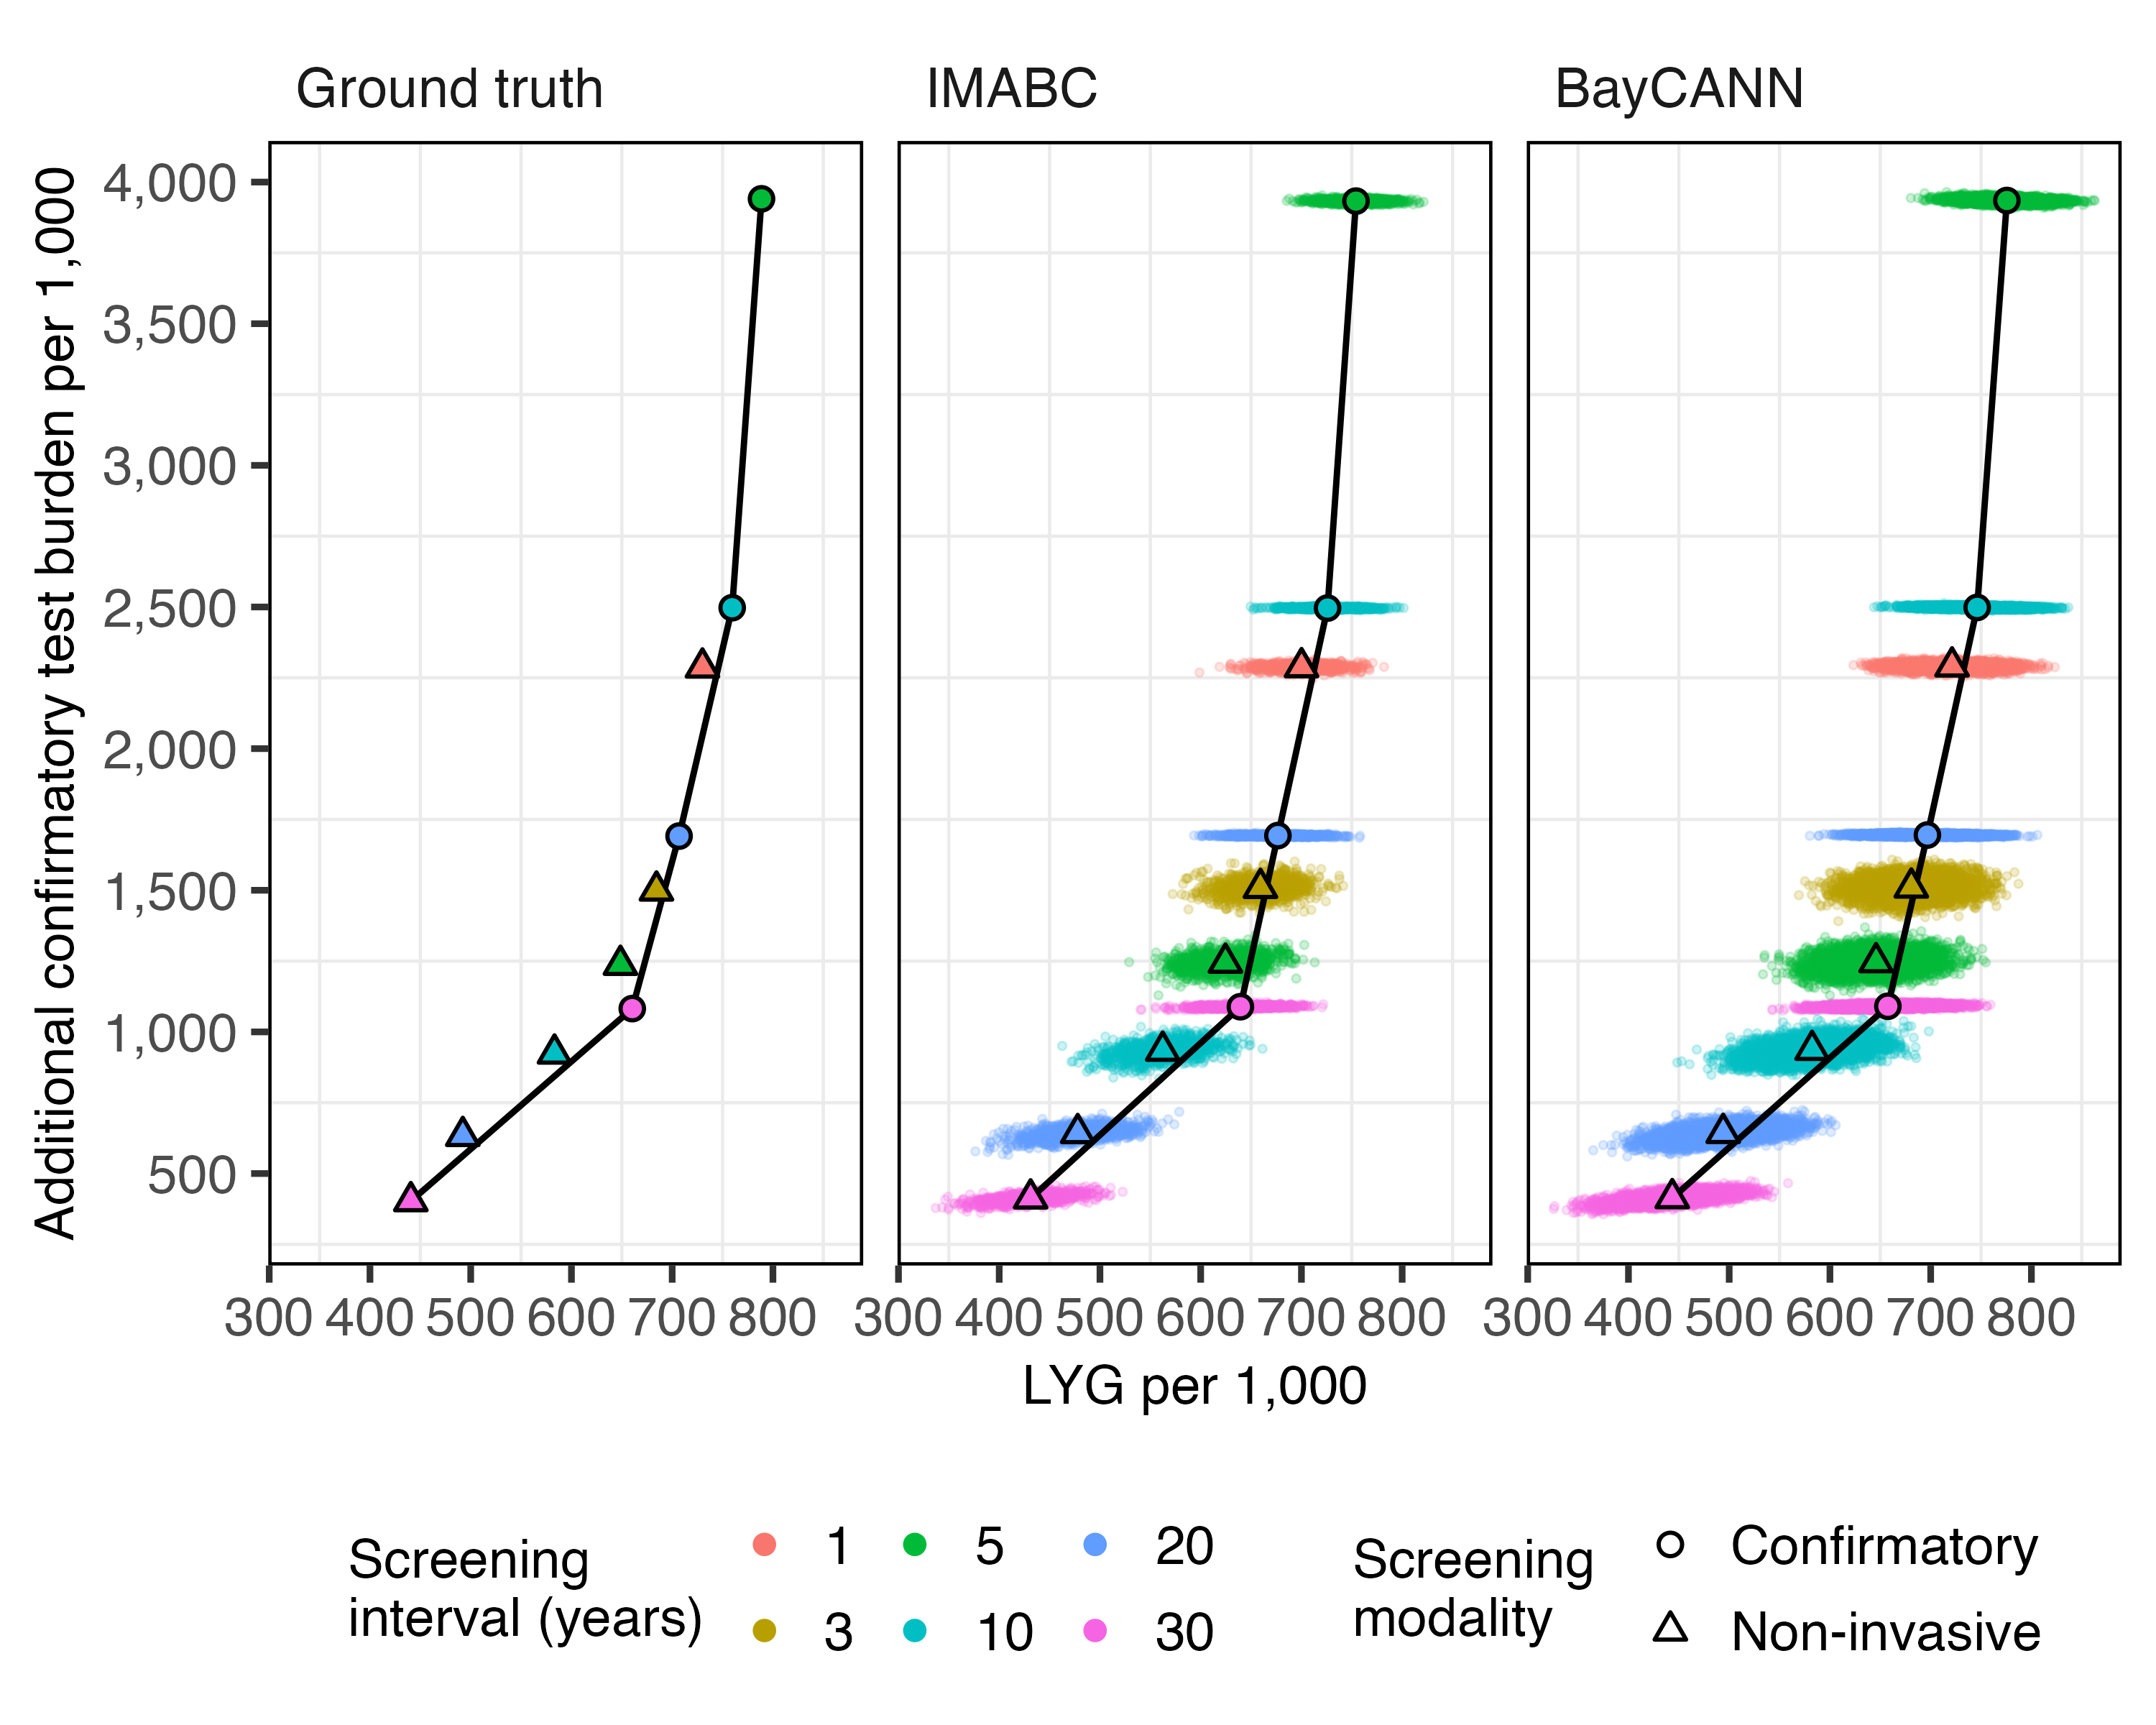 Ground truth
IMABC
BayCANN
Additional confirmatory test burden per 1,000
4,000
3,500
3,000
2,500
2,000
1,500
1,000
500
300 400 500 600 700 800
300 400 500 600 700 800
300 400 500 600 700 800
LYG per 1,000
Screening
interval (years)
1
5
20
3
10
30
Screening
modality
Confirmatory
Non-invasive